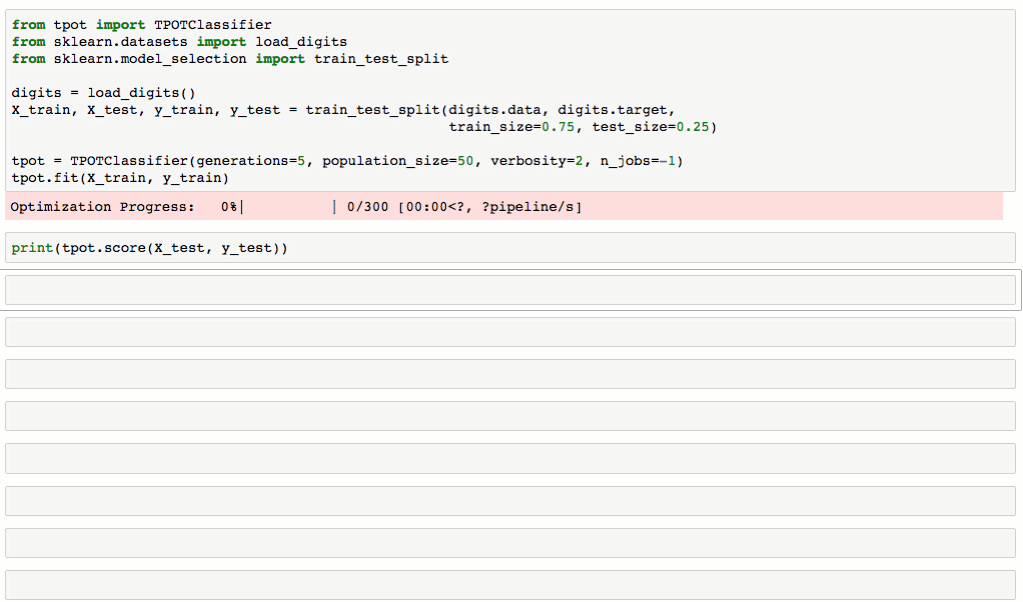 from tpot import TPOTClassifier
from sklearn.datasets import load_digits
from sklearn.model_selection import train_test_split
digits = load_digits()
X_train, X_test, y_train, y_test = train_test_split(digits.data, digits.target,
train_size=0.75, test_size=0.25)
tpot = TPOTClassifier(generations=5, population_size=50, verbosity=2, n_jobs=-1)
tpot.fit(X_train, y_train)
Optimization Progress:   0%|          | 0/300 [00:00<?, ?pipeline/s]
print(tpot.score(X_test, y_test))